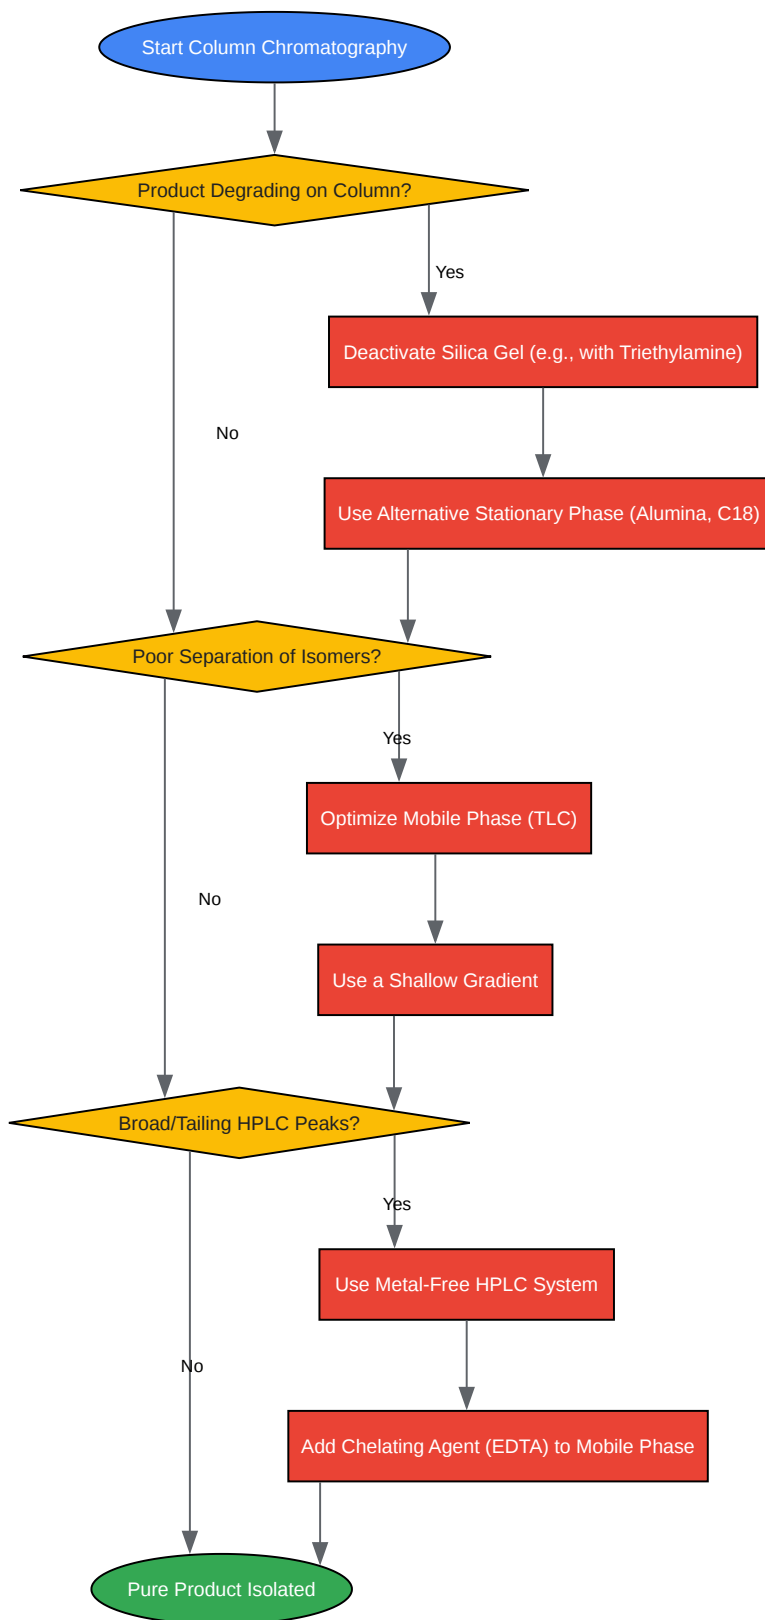 Start Column Chromatography
Product Degrading on Column?
Yes
Deactivate Silica Gel (e.g., with Triethylamine)
No
Use Alternative Stationary Phase (Alumina, C18)
Poor Separation of Isomers?
Yes
Optimize Mobile Phase (TLC)
No
Use a Shallow Gradient
Broad/Tailing HPLC Peaks?
Yes
Use Metal-Free HPLC System
No
Add Chelating Agent (EDTA) to Mobile Phase
Pure Product Isolated